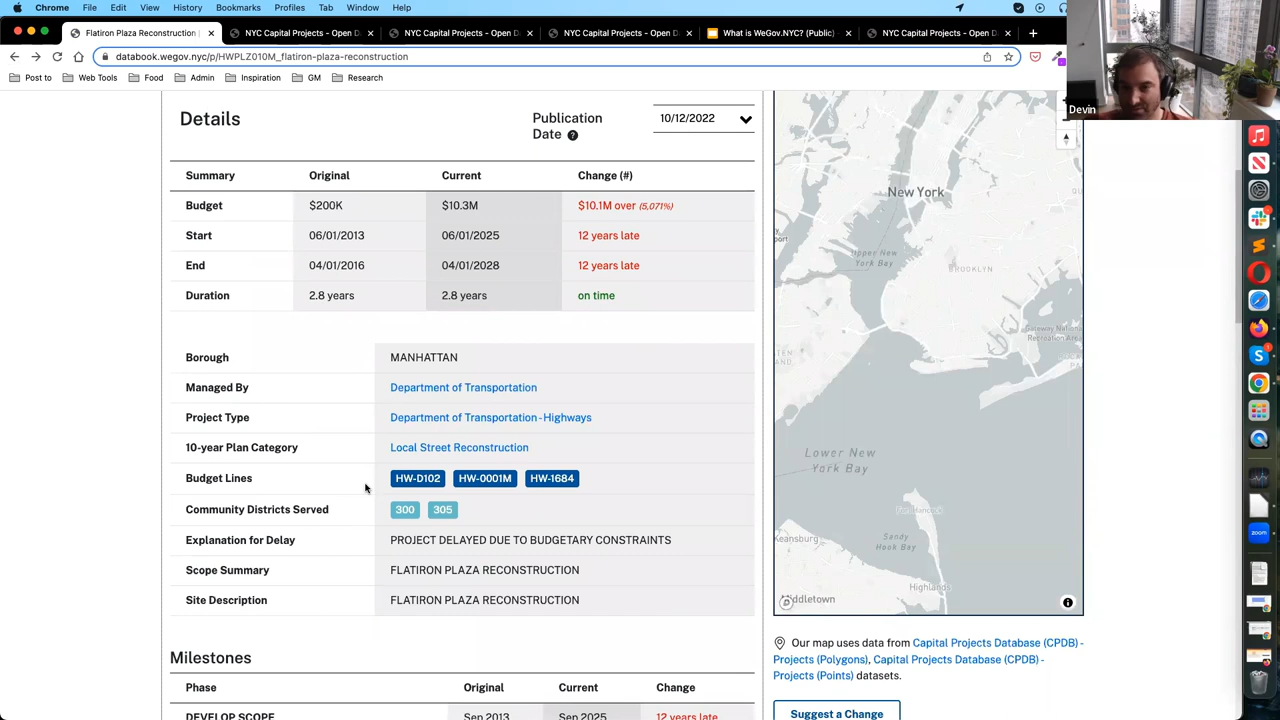 Chrome File Edit View History Bookmarks Profiles Tab Window Help
Flatiron Plaza Reconstruction |
NYC Capital Projects - Open D
NYC Capital Projects - Open D
NYC Capital Projects - Open D
What is WeGov.NYC? (Public)
NYC Capital Projects - Open D
databook.wegov.nyc/p/HWPLZ010M_flatiron-plaza-reconstruction
Post to Web Tools Food Admin Inspiration GM Research
Devin
Details
Publication Date ?
10/12/2022
Summary Original Current Change (#)
Budget $200K $10.3M $10.1M over (5,071%)
Start 06/01/2013 06/01/2025 12 years late
End 04/01/2016 04/01/2028 12 years late
Duration 2.8 years 2.8 years on time
Borough MANHATTAN
Managed By Department of Transportation
Project Type Department of Transportation - Highways
10-year Plan Category Local Street Reconstruction
Budget Lines HW-D102 HW-0001M HW-1684
Community Districts Served 300 305
Explanation for Delay PROJECT DELAYED DUE TO BUDGETARY CONSTRAINTS
Scope Summary FLATIRON PLAZA RECONSTRUCTION
Site Description FLATIRON PLAZA RECONSTRUCTION
Milestones
Phase Original Current Change
DEVELOP SCOPE Sep 2013 Sep 2025 12 years late
New York
Upper New
York Bay
BROOKLYN
Gateway National
Recreation Area
Lower New
York Bay
Fort Hancock
Sandy
Hook Bay
Keansburg
Highlands
Middletown
Our map uses data from Capital Projects Database (CPDB) -
Projects (Polygons), Capital Projects Database (CPDB) -
Projects (Points) datasets.
Suggest a Change
zoom